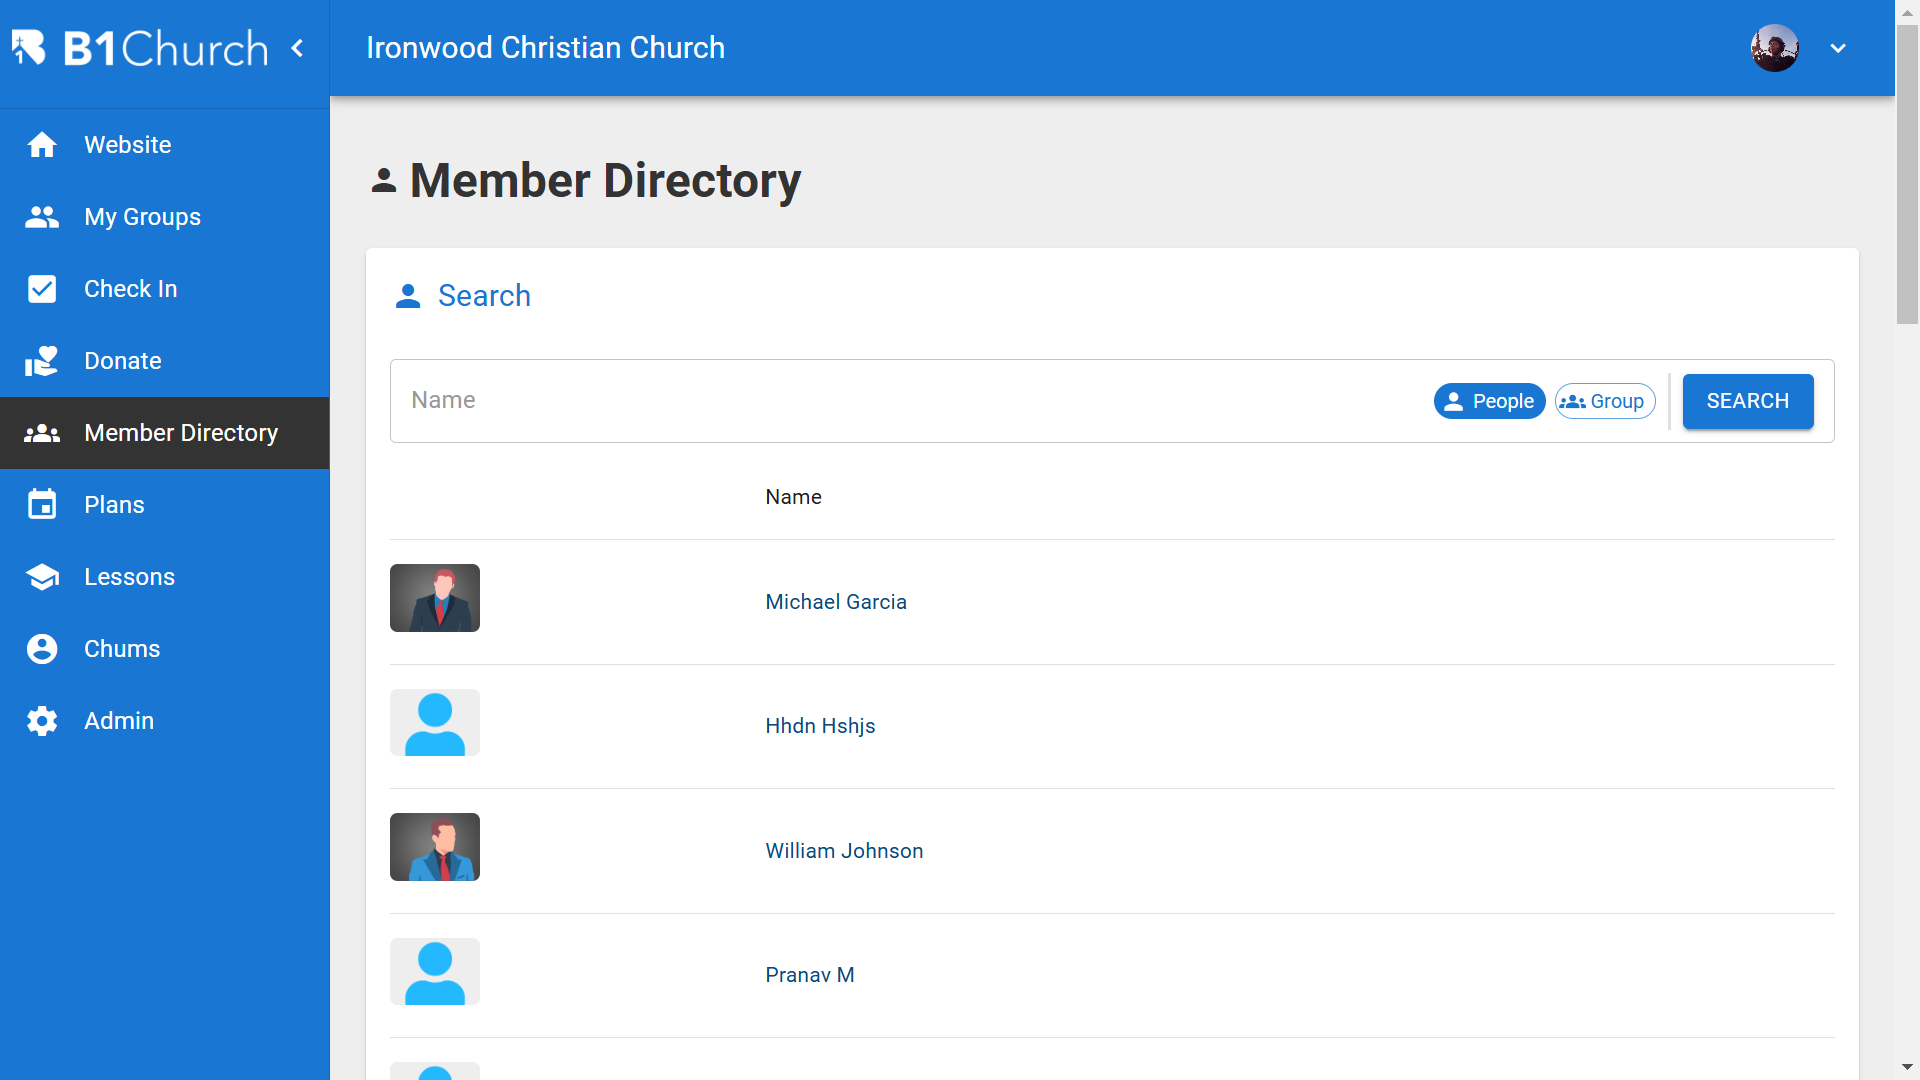 B1Church
Ironwood Christian Church
Website
My Groups
Check In
Donate
Member Directory
Plans
Lessons
Chums
Admin
Member Directory
Search
Name
People
Group
SEARCH
Name
Michael Garcia
Hhdn Hshjs
William Johnson
Pranav M